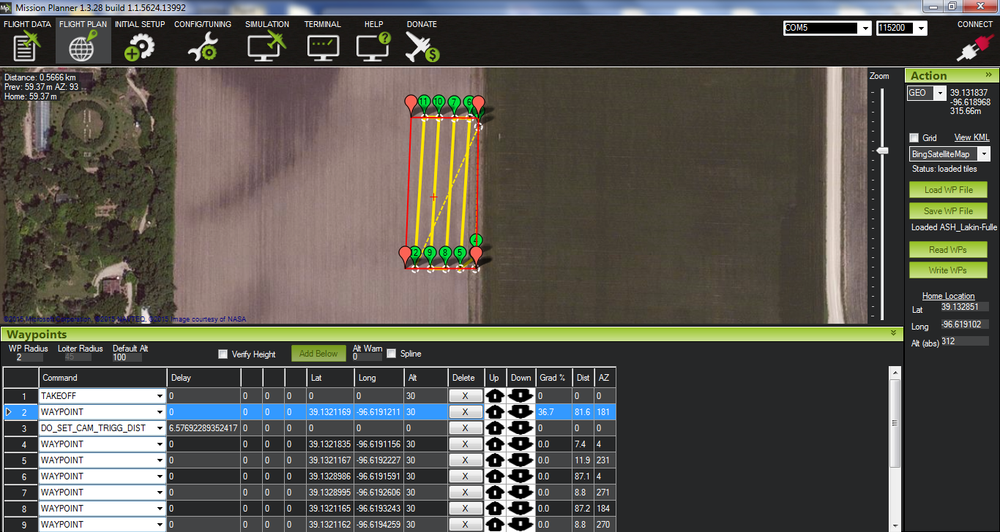 Mission Planner 1.3.28 build 1.1.5624.13992
FLIGHT DATA FLIGHT PLAN INITIAL SETUP CONFIG/TUNING SIMULATION TERMINAL HELP DONATE COM5 115200 CONNECT
Distance: 0.5666 km
Prev: 59.37 m AZ: 93
Home: 59.37 m
11 10 7 6
4
12 9 8 5
©2015 Microsoft Corporation, ©2015 NAVTEQ, ©2015 Image courtesy of NASA
Zoom
Action »
GEO 39.131837
-96.618968
315.66m
Grid View KML
BingSatelliteMap
Status: loaded tiles
Load WP File
Save WP File
Loaded ASH_Lakin-Fulle
Read WPs
Write WPs
Home Location
Lat 39.132851
Long -96.619102
Alt (abs) 312
Waypoints
WP Radius Loiter Radius Default Alt Alt Warn
2 45 100 Verify Height Add Below 0 Spline
Command Delay Lat Long Alt Delete Up Down Grad % Dist AZ
1 TAKEOFF 0 0 0 0 0 0 30 X 0 0 0
2 WAYPOINT 0 0 0 0 39.1321169 -96.6191211 30 X 36.7 81.6 181
3 DO_SET_CAM_TRIGG_DIST 6.57692289352417 0 0 0 0 0 0 X 0 0 0
4 WAYPOINT 0 0 0 0 39.1321835 -96.6191156 30 X 0.0 7.4 4
5 WAYPOINT 0 0 0 0 39.1321167 -96.6192227 30 X 0.0 11.9 231
6 WAYPOINT 0 0 0 0 39.1328986 -96.6191591 30 X 0.0 87.1 4
7 WAYPOINT 0 0 0 0 39.1328995 -96.6192606 30 X 0.0 8.8 271
8 WAYPOINT 0 0 0 0 39.1321165 -96.6193243 30 X 0.0 87.2 184
9 WAYPOINT 0 0 0 0 39.1321162 -96.6194259 30 X 0.0 8.8 270